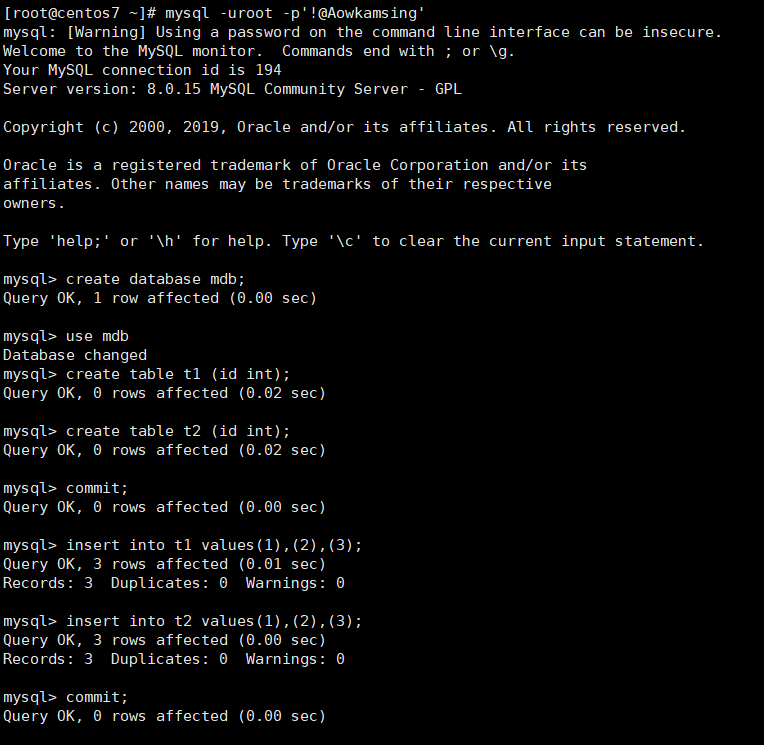 [root@centos7 ~]# mysql -uroot -p'!@Aowkamsing'
mysql: [Warning] Using a password on the command line interface can be insecure.
Welcome to the MySQL monitor.  Commands end with ; or \g.
Your MySQL connection id is 194
Server version: 8.0.15 MySQL Community Server - GPL
Copyright (c) 2000, 2019, Oracle and/or its affiliates. All rights reserved.
Oracle is a registered trademark of Oracle Corporation and/or its
affiliates. Other names may be trademarks of their respective
owners.
Type 'help;' or '\h' for help. Type '\c' to clear the current input statement.
mysql> create database mdb;
Query OK, 1 row affected (0.00 sec)
mysql> use mdb
Database changed
mysql> create table t1 (id int);
Query OK, 0 rows affected (0.02 sec)
mysql> create table t2 (id int);
Query OK, 0 rows affected (0.02 sec)
mysql> commit;
Query OK, 0 rows affected (0.00 sec)
mysql> insert into t1 values(1),(2),(3);
Query OK, 3 rows affected (0.01 sec)
Records: 3  Duplicates: 0  Warnings: 0
mysql> insert into t2 values(1),(2),(3);
Query OK, 3 rows affected (0.00 sec)
Records: 3  Duplicates: 0  Warnings: 0
mysql> commit;
Query OK, 0 rows affected (0.00 sec)